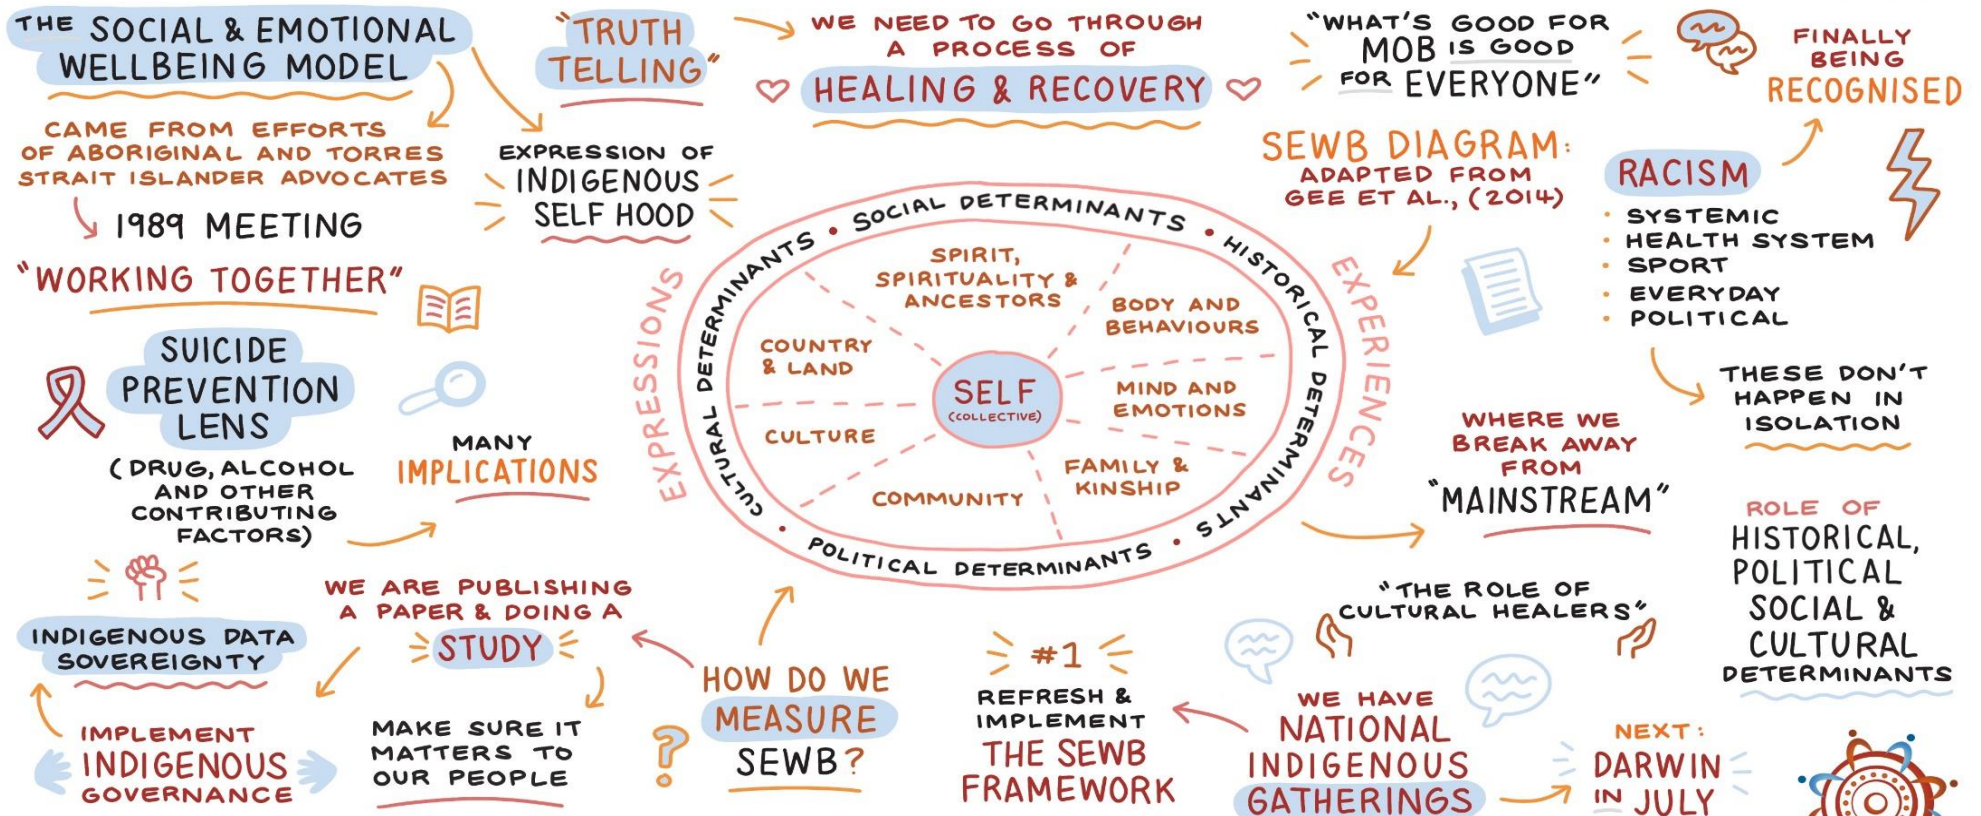 THE SOCIAL & EMOTIONAL
WELLBEING MODEL
CAME FROM EFFORTS
OF ABORIGINAL AND TORRES
STRAIT ISLANDER ADVOCATES
1989 MEETING
"WORKING TOGETHER"
EXPRESSION OF
INDIGENOUS
SELF HOOD
"TRUTH
TELLING"
WE NEED TO GO THROUGH
A PROCESS OF
HEALING & RECOVERY
"WHAT'S GOOD FOR
MOB IS GOOD
FOR EVERYONE"
FINALLY
BEING
RECOGNISED
SEWB DIAGRAM:
ADAPTED FROM
GEE ET AL., (2014)
RACISM
• SYSTEMIC
• HEALTH SYSTEM
• SPORT
• EVERYDAY
• POLITICAL
THESE DON'T
HAPPEN IN
ISOLATION
SUICIDE
PREVENTION
LENS
(DRUG, ALCOHOL
AND OTHER
CONTRIBUTING
FACTORS)
MANY
IMPLICATIONS
EXPRESSIONS
EXPERIENCES
CULTURAL DETERMINANTS • SOCIAL DETERMINANTS • HISTORICAL DETERMINANTS • POLITICAL DETERMINANTS •
SPIRIT,
SPIRITUALITY &
ANCESTORS
BODY AND
BEHAVIOURS
MIND AND
EMOTIONS
FAMILY &
KINSHIP
COMMUNITY
CULTURE
COUNTRY
& LAND
SELF
(COLLECTIVE)
WHERE WE
BREAK AWAY
FROM
"MAINSTREAM"
ROLE OF
HISTORICAL,
POLITICAL
SOCIAL &
CULTURAL
DETERMINANTS
"THE ROLE OF
CULTURAL HEALERS"
INDIGENOUS DATA
SOVEREIGNTY
IMPLEMENT
INDIGENOUS
GOVERNANCE
WE ARE PUBLISHING
A PAPER & DOING A
STUDY
MAKE SURE IT
MATTERS TO
OUR PEOPLE
?
HOW DO WE
MEASURE
SEWB?
#1
REFRESH &
IMPLEMENT
THE SEWB
FRAMEWORK
WE HAVE
NATIONAL
INDIGENOUS
GATHERINGS
NEXT:
DARWIN
IN JULY